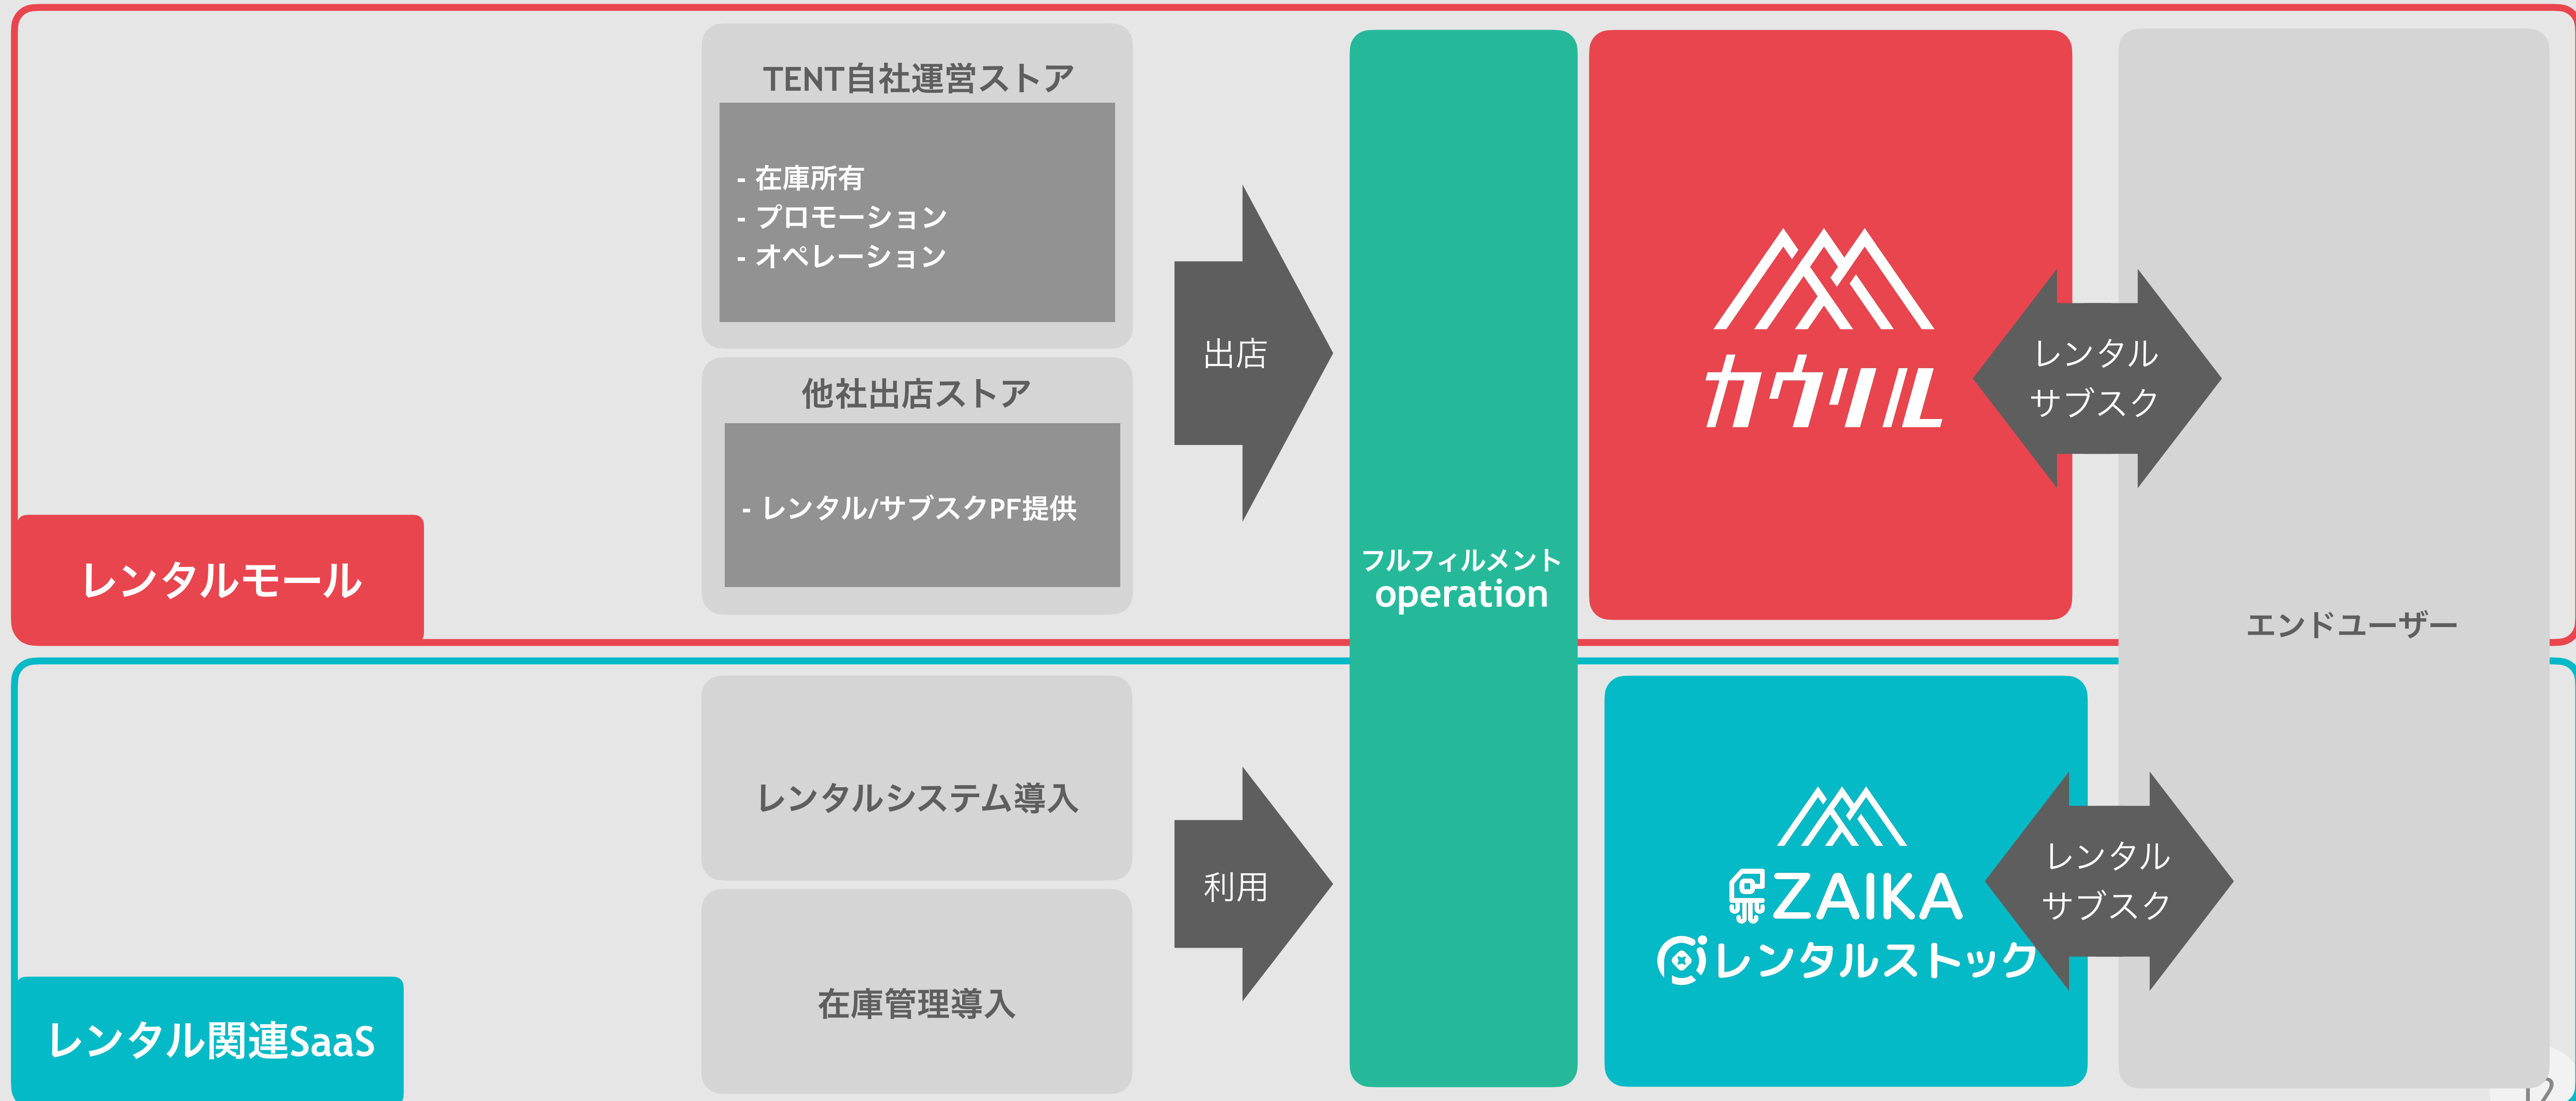 TENT自社運営ストア
- 在庫所有
- プロモーション
- オペレーション
他社出店ストア
- レンタル/サブスクPF提供
レンタルモール
出店
フルフィルメント
operation
カウリル
レンタル
サブスク
エンドユーザー
レンタルシステム導入
在庫管理導入
レンタル関連SaaS
利用
ZAIKA
レンタルストック
レンタル
サブスク